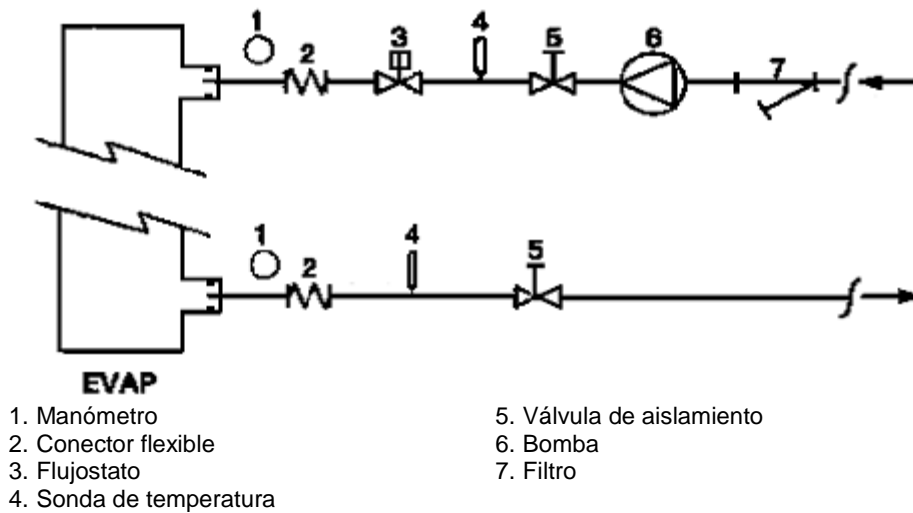 1 2 3 4 5 6 7
1 2 4 5
EVAP
1. Manómetro
2. Conector flexible
3. Flujostato
4. Sonda de temperatura
5. Válvula de aislamiento
6. Bomba
7. Filtro